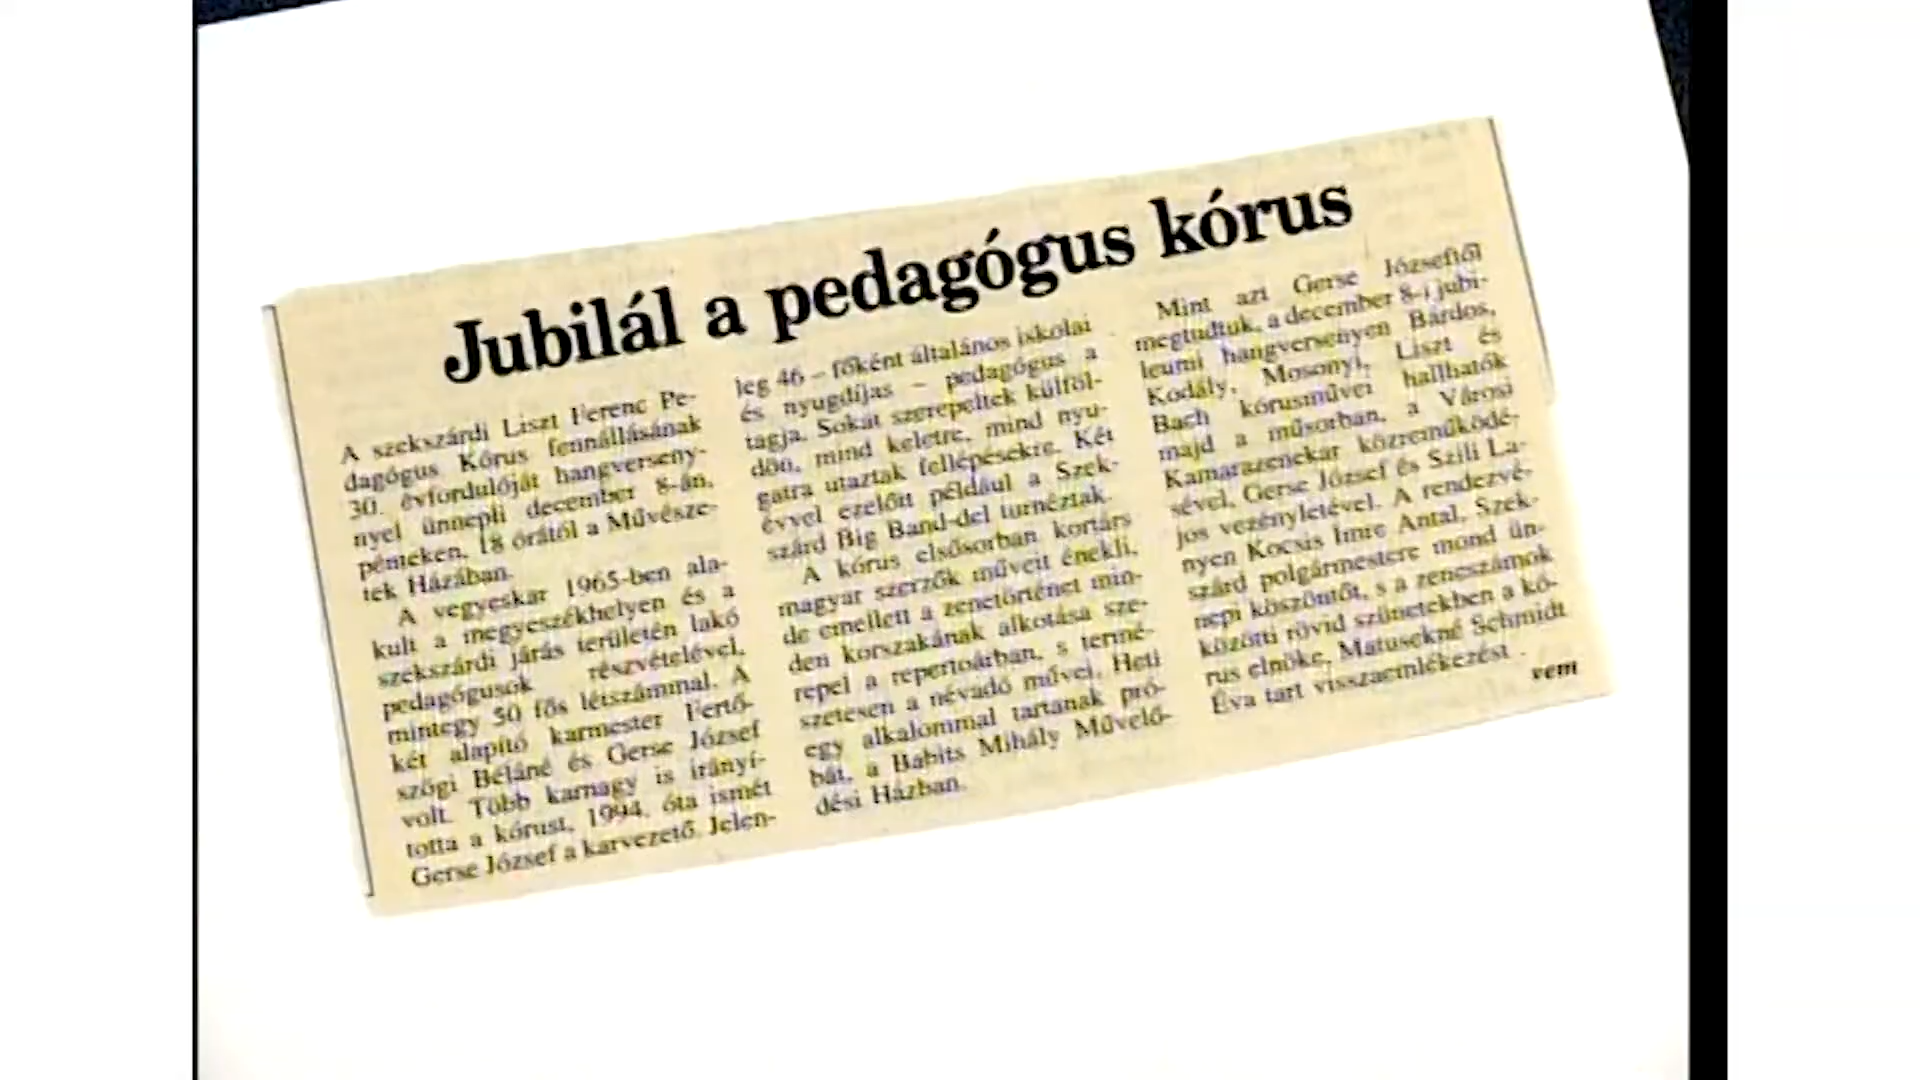 Jubilál a pedagógus kórus
A szekszárdi Liszt Ferenc Pe-
dagógus Kórus fennállásának
30. évfordulóját hangverseny-
nyel ünnepli december 8-án,
pénteken, 18 órától a Művésze-
tek Házában.
A vegyeskar 1965-ben ala-
kult a megyeszékhelyen és a
szekszárdi járás területén lakó
pedagógusok részvételével,
mintegy 50 fős létszámmal. A
két alapító karmester Fertő-
szögi Béláné és Gerse József
volt. Több karnagy is irányí-
totta a kórust, 1994. óta ismét
Gerse József a karvezető. Jelen-
leg 46 – főként általános iskolai
és nyugdíjas – pedagógus a
tagja. Sokat szerepeltek külföl-
dön, mind keletre, mind nyu-
gatra utaztak fellépésekre. Két
évvel ezelőtt például a Szek-
szárd Big Band-del turnéztak.
A kórus elsősorban kortárs
magyar szerzők műveit énekli,
de emellett a zenetörténet min-
den korszakának alkotása sze-
repel a repertoárban, s termé-
szetesen a névadó művei. Heti
egy alkalommal tartanak pró-
bát, a Babits Mihály Művelő-
dési Házban.
Mint azt Gerse Józseftől
megtudtuk, a december 8-i jubi-
leumi hangversenyen Bárdos,
Kodály, Mosonyi, Liszt és
Bach kórusművei hallhatók
majd a műsorban, a Városi
Kamarazenekar közreműködé-
sével, Gerse József és Szili La-
jos vezényletével. A rendezvé-
nyen Kocsis Imre Antal, Szek-
szárd polgármestere mond ün-
nepi köszöntőt, s a zeneszámok
közötti rövid szünetekben a kó-
rus elnöke, Matusekné Schmidt
Éva tart visszaemlékezést.
vem